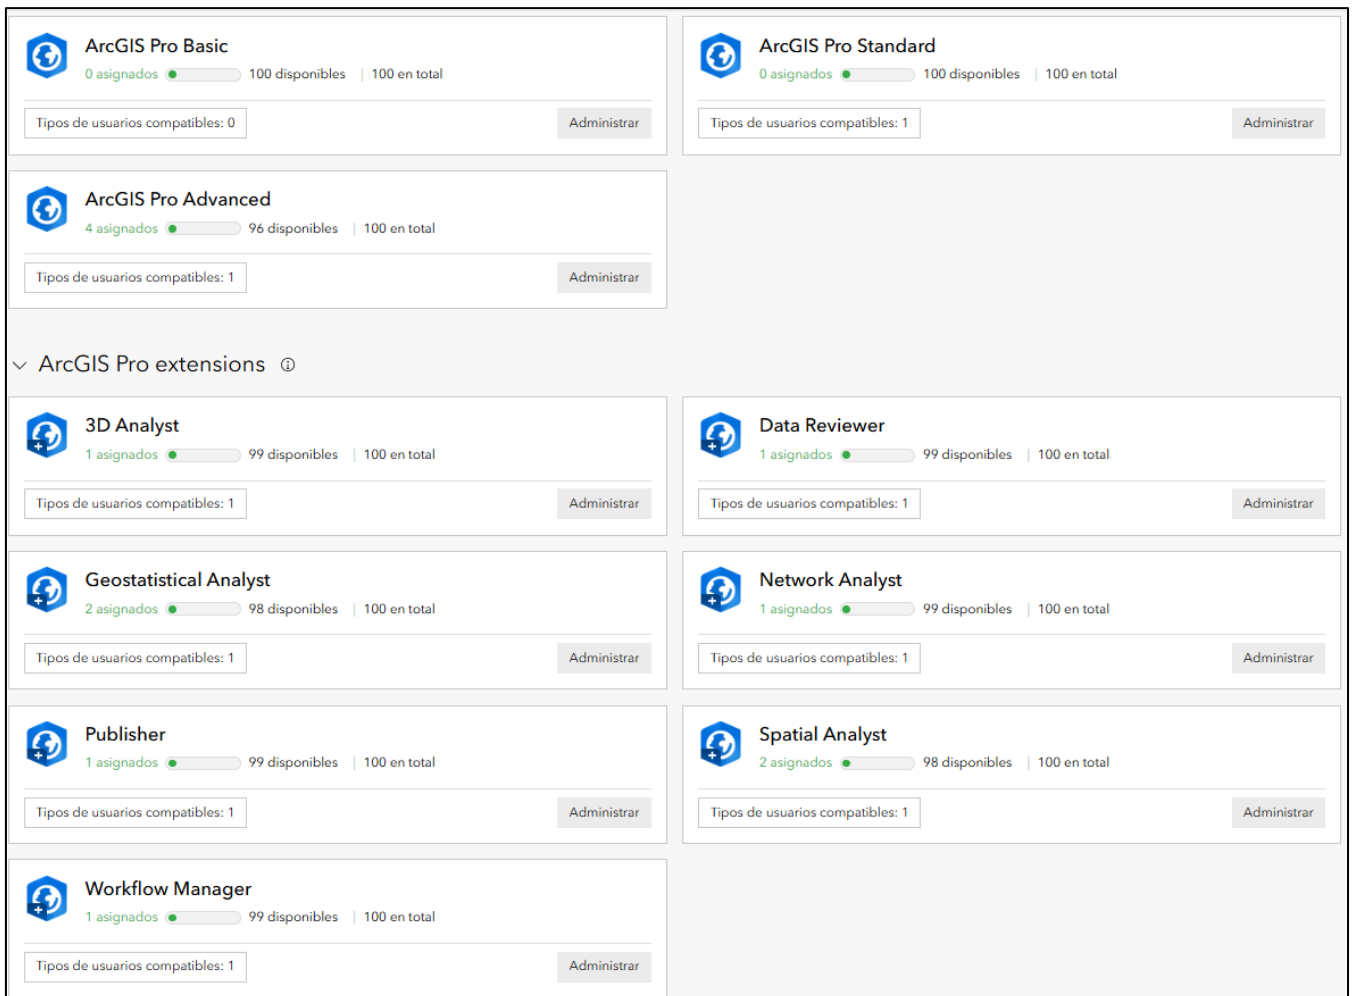 ArcGIS Pro Basic
0 asignados 100 disponibles | 100 en total
Tipos de usuarios compatibles: 0 Administrar
ArcGIS Pro Standard
0 asignados 100 disponibles | 100 en total
Tipos de usuarios compatibles: 1 Administrar
ArcGIS Pro Advanced
4 asignados 96 disponibles | 100 en total
Tipos de usuarios compatibles: 1 Administrar
ArcGIS Pro extensions
3D Analyst
1 asignados 99 disponibles | 100 en total
Tipos de usuarios compatibles: 1 Administrar
Data Reviewer
1 asignados 99 disponibles | 100 en total
Tipos de usuarios compatibles: 1 Administrar
Geostatistical Analyst
2 asignados 98 disponibles | 100 en total
Tipos de usuarios compatibles: 1 Administrar
Network Analyst
1 asignados 99 disponibles | 100 en total
Tipos de usuarios compatibles: 1 Administrar
Publisher
1 asignados 99 disponibles | 100 en total
Tipos de usuarios compatibles: 1 Administrar
Spatial Analyst
2 asignados 98 disponibles | 100 en total
Tipos de usuarios compatibles: 1 Administrar
Workflow Manager
1 asignados 99 disponibles | 100 en total
Tipos de usuarios compatibles: 1 Administrar